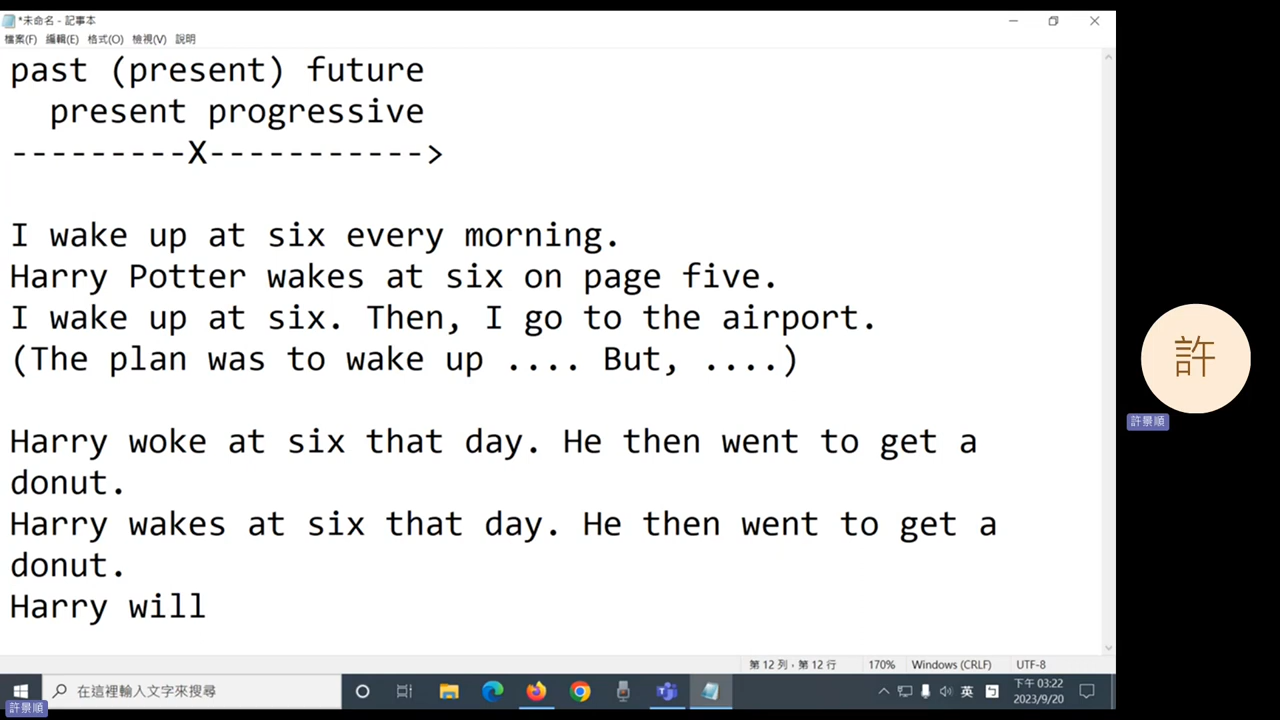 *未命名 - 記事本
檔案(F) 編輯(E) 格式(O) 檢視(V) 說明
past (present) future
present progressive
---------X----------->
I wake up at six every morning.
Harry Potter wakes at six on page five.
I wake up at six. Then, I go to the airport.
(The plan was to wake up .... But, ....)
Harry woke at six that day. He then went to get a
donut.
Harry wakes at six that day. He then went to get a
donut.
Harry will
許
許景順
第 12 列，第 12 行 170% Windows (CRLF) UTF-8
在這裡輸入文字來搜尋
英
下午 03:22
2023/9/20
許景順